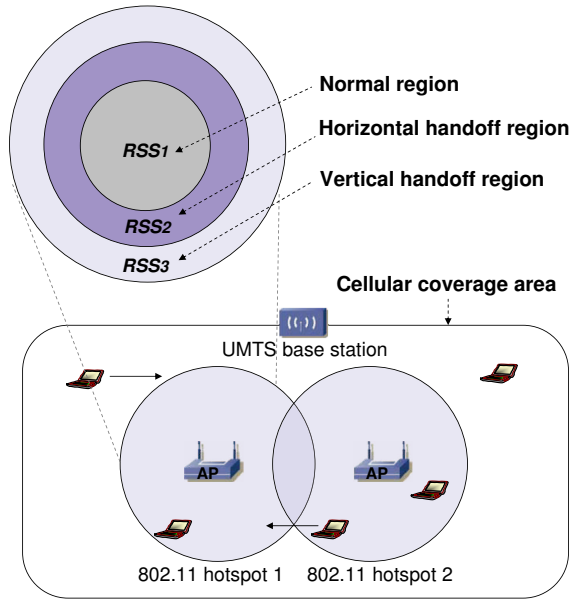 Normal region
RSS1
Horizontal handoff region
Vertical handoff region
RSS2
RSS3
Cellular coverage area
UMTS base station
AP
AP
802.11 hotspot 1
802.11 hotspot 2